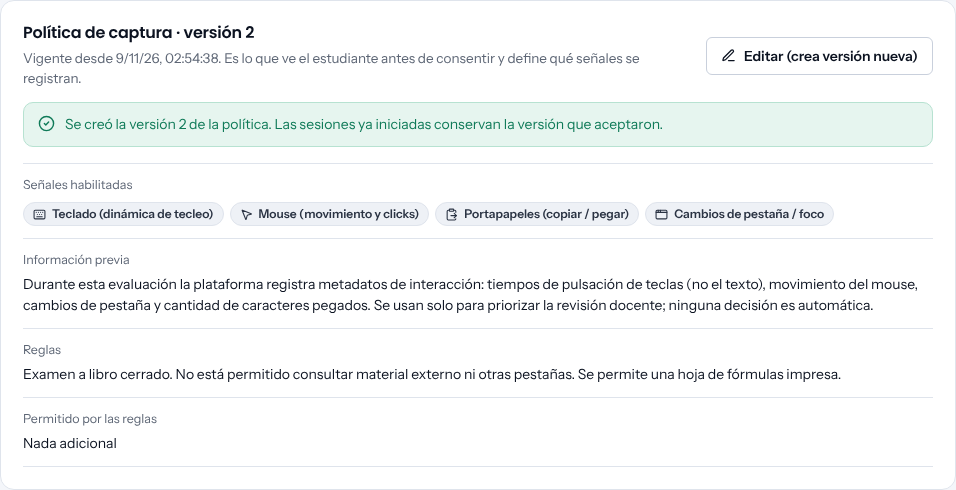 Política de captura · versión 2
Vigente desde 9/11/26, 02:54:38. Es lo que ve el estudiante antes de consentir y define qué señales se
registran.
Editar (crea versión nueva)
Se creó la versión 2 de la política. Las sesiones ya iniciadas conservan la versión que aceptaron.
Señales habilitadas
Teclado (dinámica de tecleo)
Mouse (movimiento y clicks)
Portapapeles (copiar / pegar)
Cambios de pestaña / foco
Información previa
Durante esta evaluación la plataforma registra metadatos de interacción: tiempos de pulsación de teclas (no el texto), movimiento del mouse,
cambios de pestaña y cantidad de caracteres pegados. Se usan solo para priorizar la revisión docente; ninguna decisión es automática.
Reglas
Examen a libro cerrado. No está permitido consultar material externo ni otras pestañas. Se permite una hoja de fórmulas impresa.
Permitido por las reglas
Nada adicional